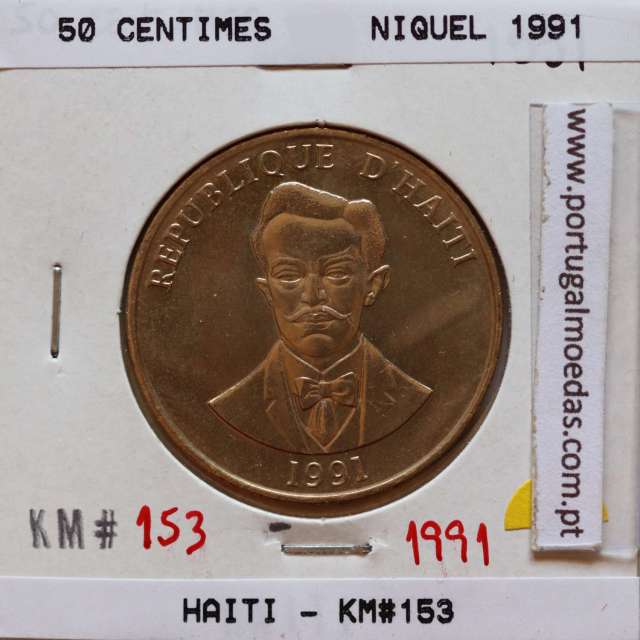 50 CENTIMES NIQUEL 1991
REPUBLIQUE D'HAITI
1991
www.portugalmoedas.com.pt
KM# 153
1991
HAITI - KM#153